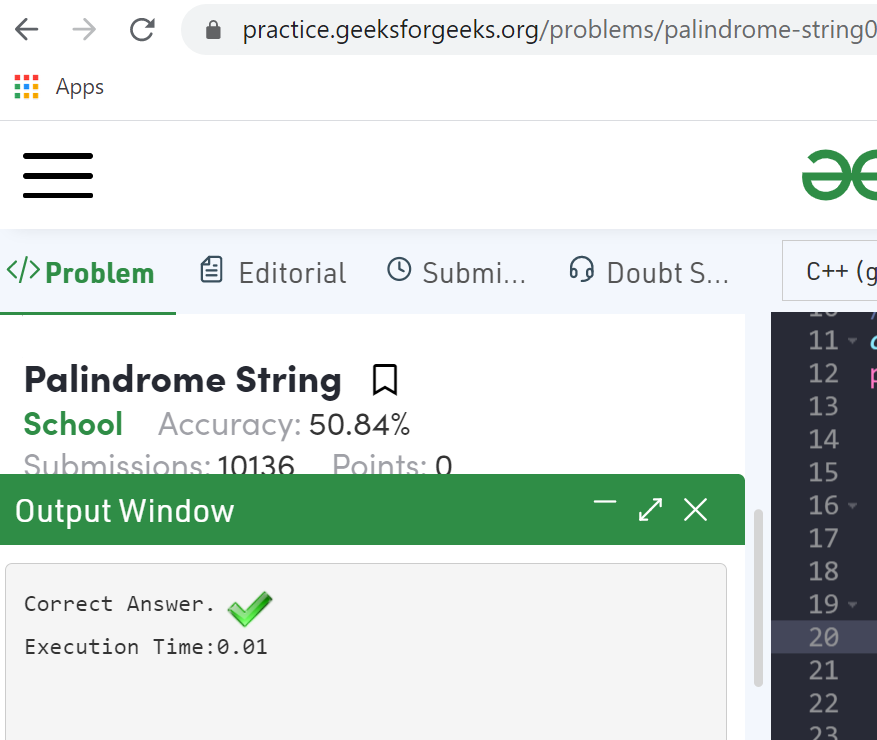 practice.geeksforgeeks.org/problems/palindrome-string0
Apps
</>Problem Editorial Submi... Doubt S...
C++ (g
Palindrome String
School Accuracy: 50.84%
Submissions: 10136 Points: 0
Output Window
Correct Answer.
Execution Time:0.01
10
11
12
13
14
15
16
17
18
19
20
21
22
23